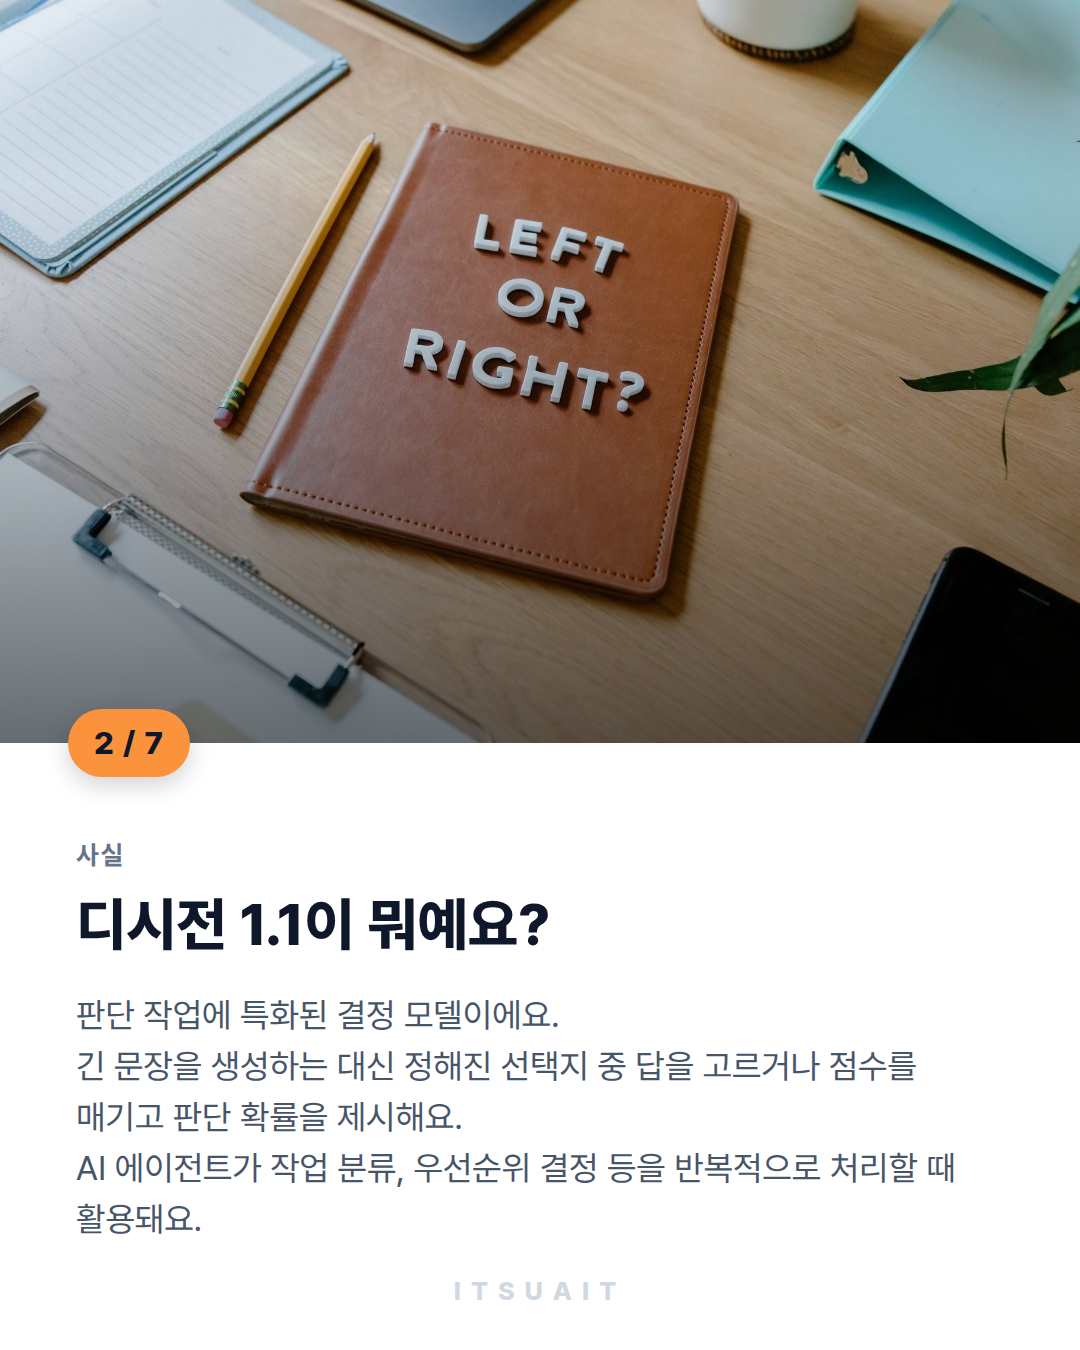 LEFT
OR
RIGHT?
2 / 7
사실
디시전 1.1이 뭐예요?
판단 작업에 특화된 결정 모델이에요.
긴 문장을 생성하는 대신 정해진 선택지 중 답을 고르거나 점수를
매기고 판단 확률을 제시해요.
AI 에이전트가 작업 분류, 우선순위 결정 등을 반복적으로 처리할 때
활용돼요.
ITSUAIT